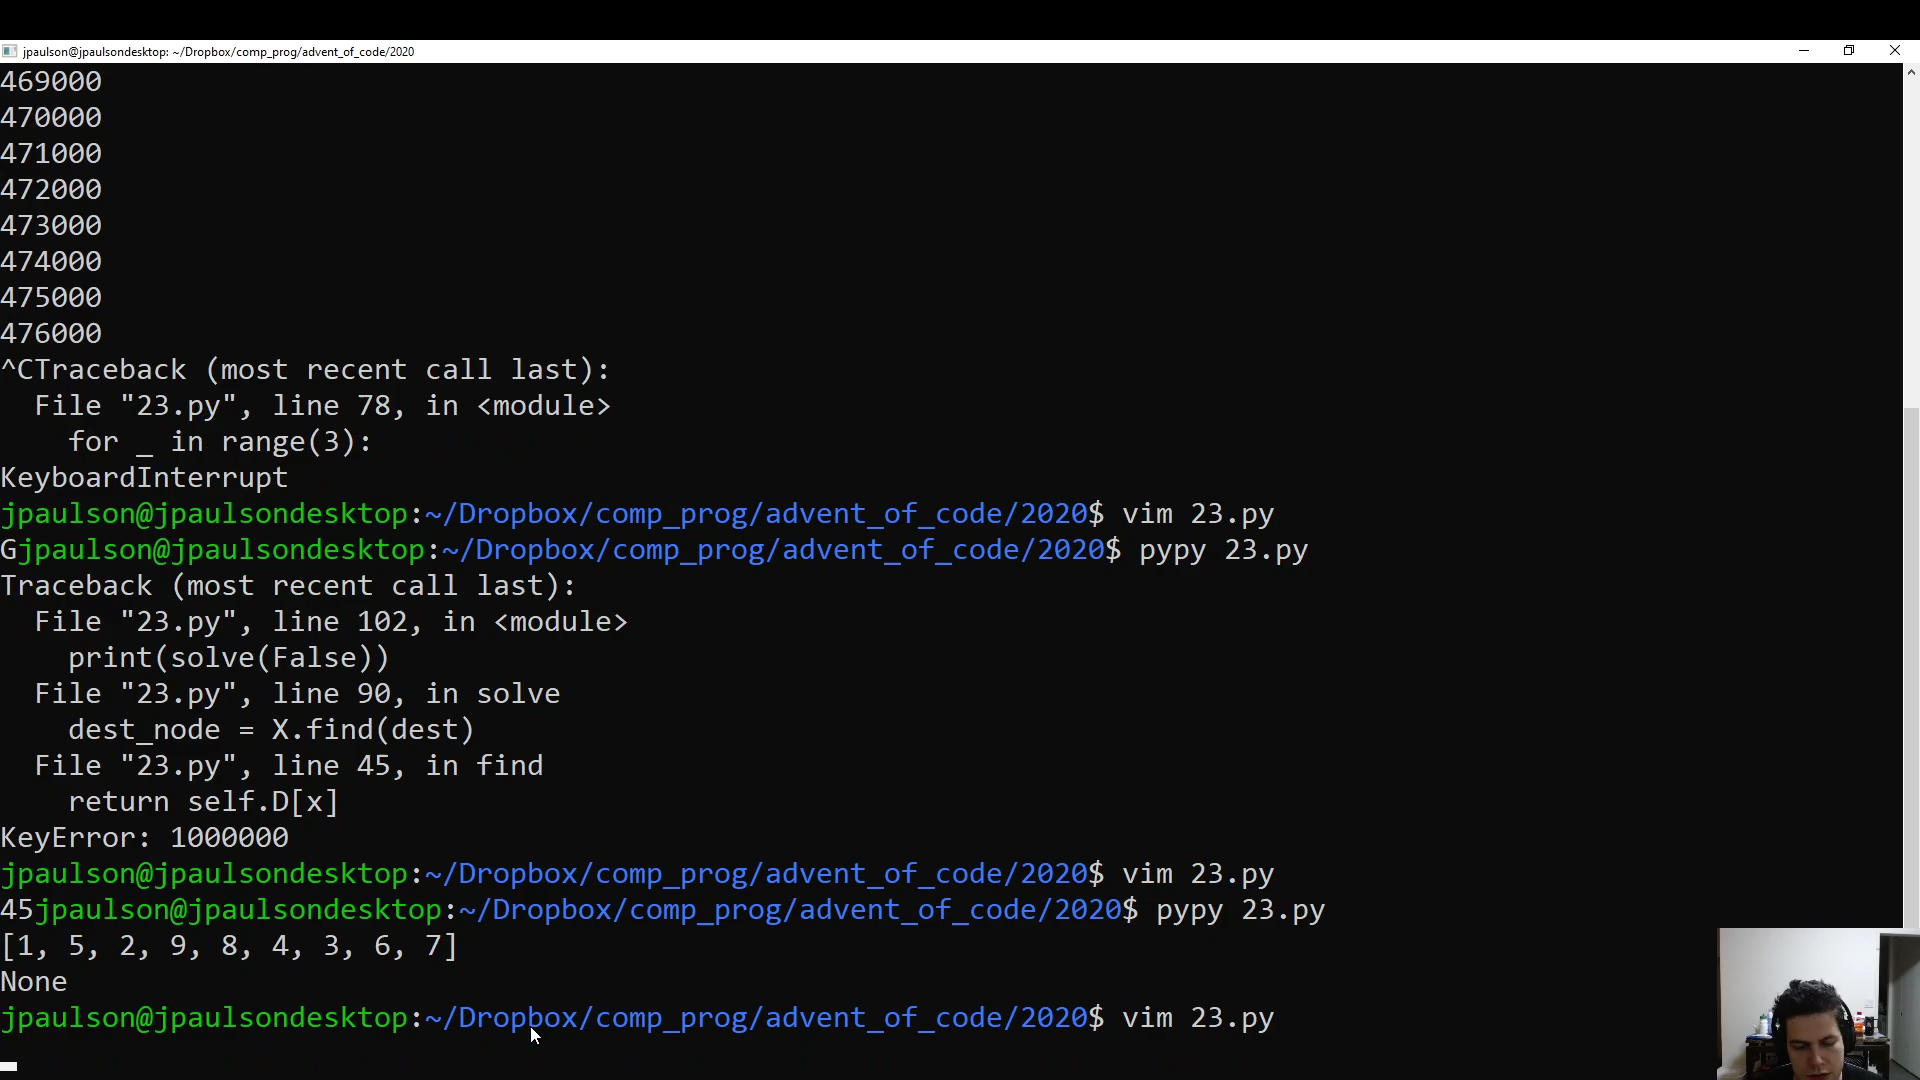 jpaulson@jpaulsondesktop: ~/Dropbox/comp_prog/advent_of_code/2020
469000
470000
471000
472000
473000
474000
475000
476000
^CTraceback (most recent call last):
  File "23.py", line 78, in <module>
    for _ in range(3):
KeyboardInterrupt
jpaulson@jpaulsondesktop:~/Dropbox/comp_prog/advent_of_code/2020$ vim 23.py
Gjpaulson@jpaulsondesktop:~/Dropbox/comp_prog/advent_of_code/2020$ pypy 23.py
Traceback (most recent call last):
  File "23.py", line 102, in <module>
    print(solve(False))
  File "23.py", line 90, in solve
    dest_node = X.find(dest)
  File "23.py", line 45, in find
    return self.D[x]
KeyError: 1000000
jpaulson@jpaulsondesktop:~/Dropbox/comp_prog/advent_of_code/2020$ vim 23.py
45jpaulson@jpaulsondesktop:~/Dropbox/comp_prog/advent_of_code/2020$ pypy 23.py
[1, 5, 2, 9, 8, 4, 3, 6, 7]
None
jpaulson@jpaulsondesktop:~/Dropbox/comp_prog/advent_of_code/2020$ vim 23.py